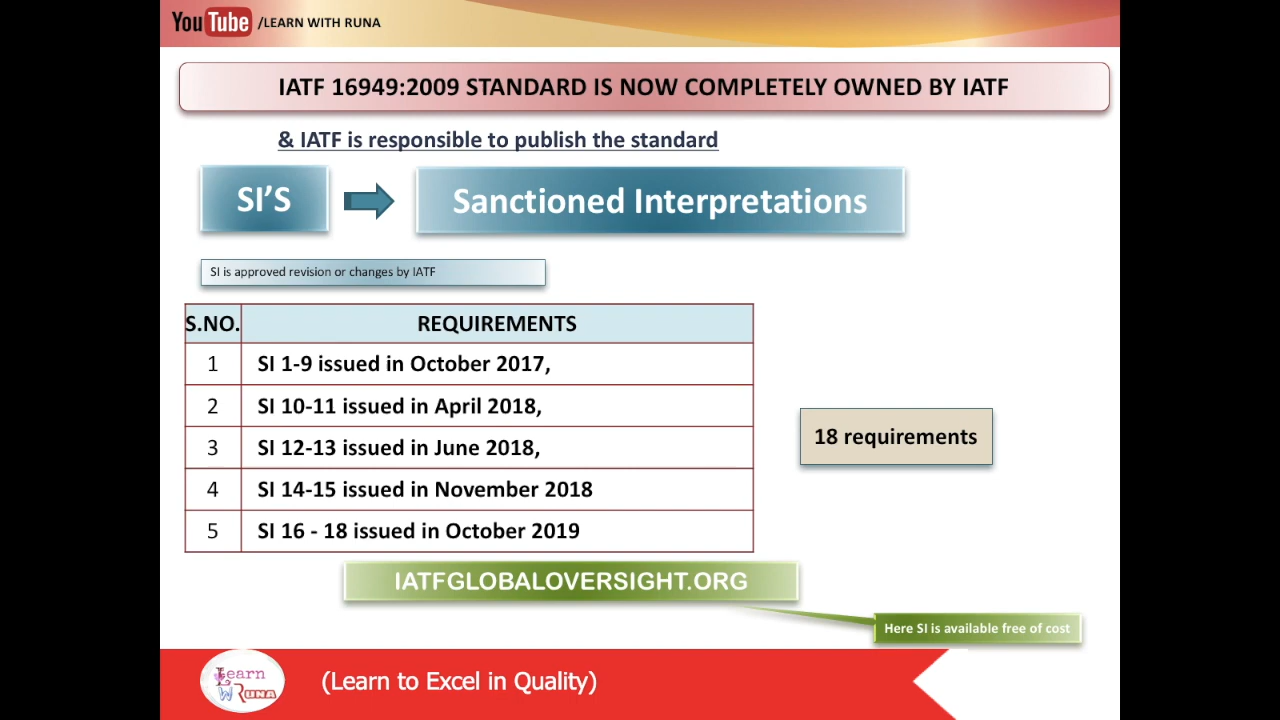 YouTube /LEARN WITH RUNA
IATF 16949:2009 STANDARD IS NOW COMPLETELY OWNED BY IATF
& IATF is responsible to publish the standard
SI’S
Sanctioned Interpretations
SI is approved revision or changes by IATF
S.NO. REQUIREMENTS
1 SI 1-9 issued in October 2017,
2 SI 10-11 issued in April 2018,
3 SI 12-13 issued in June 2018,
4 SI 14-15 issued in November 2018
5 SI 16 - 18 issued in October 2019
18 requirements
IATFGLOBALOVERSIGHT.ORG
Here SI is available free of cost
Learn
W RUNA
(Learn to Excel in Quality)